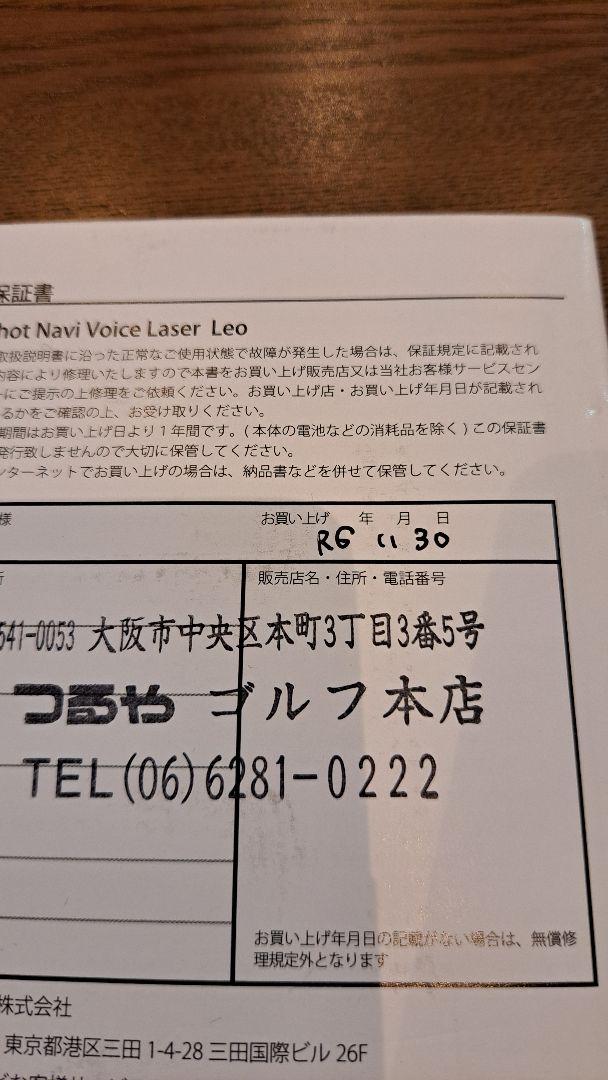 保証書
hot Navi Voice Laser Leo
取扱説明書に沿った正常なご使用状態で故障が発生した場合は、保証規定に記載され
内容により修理いたしますので本書をお買い上げ販売店又は当社お客様サービスセン
ーにご提示の上修理をご依頼ください。お買い上げ店・お買い上げ年月日が記載され
るかをご確認の上、お受け取りください。
期間はお買い上げ日より1年間です。(本体の電池などの消耗品を除く)この保証書
発行致しませんので大切に保管してください。
ンターネットでお買い上げの場合は、納品書などを併せて保管してください。
様
お買い上げ 年 月 日
R6 11 30
所
販売店名・住所・電話番号
541-0053 大阪市中央区本町3丁目3番5号
つるや ゴルフ本店
TEL(06)6281-0222
お買い上げ年月日の記載がない場合は、無償修
理規定外となります
株式会社
東京都港区三田 1-4-28 三田国際ビル 26F